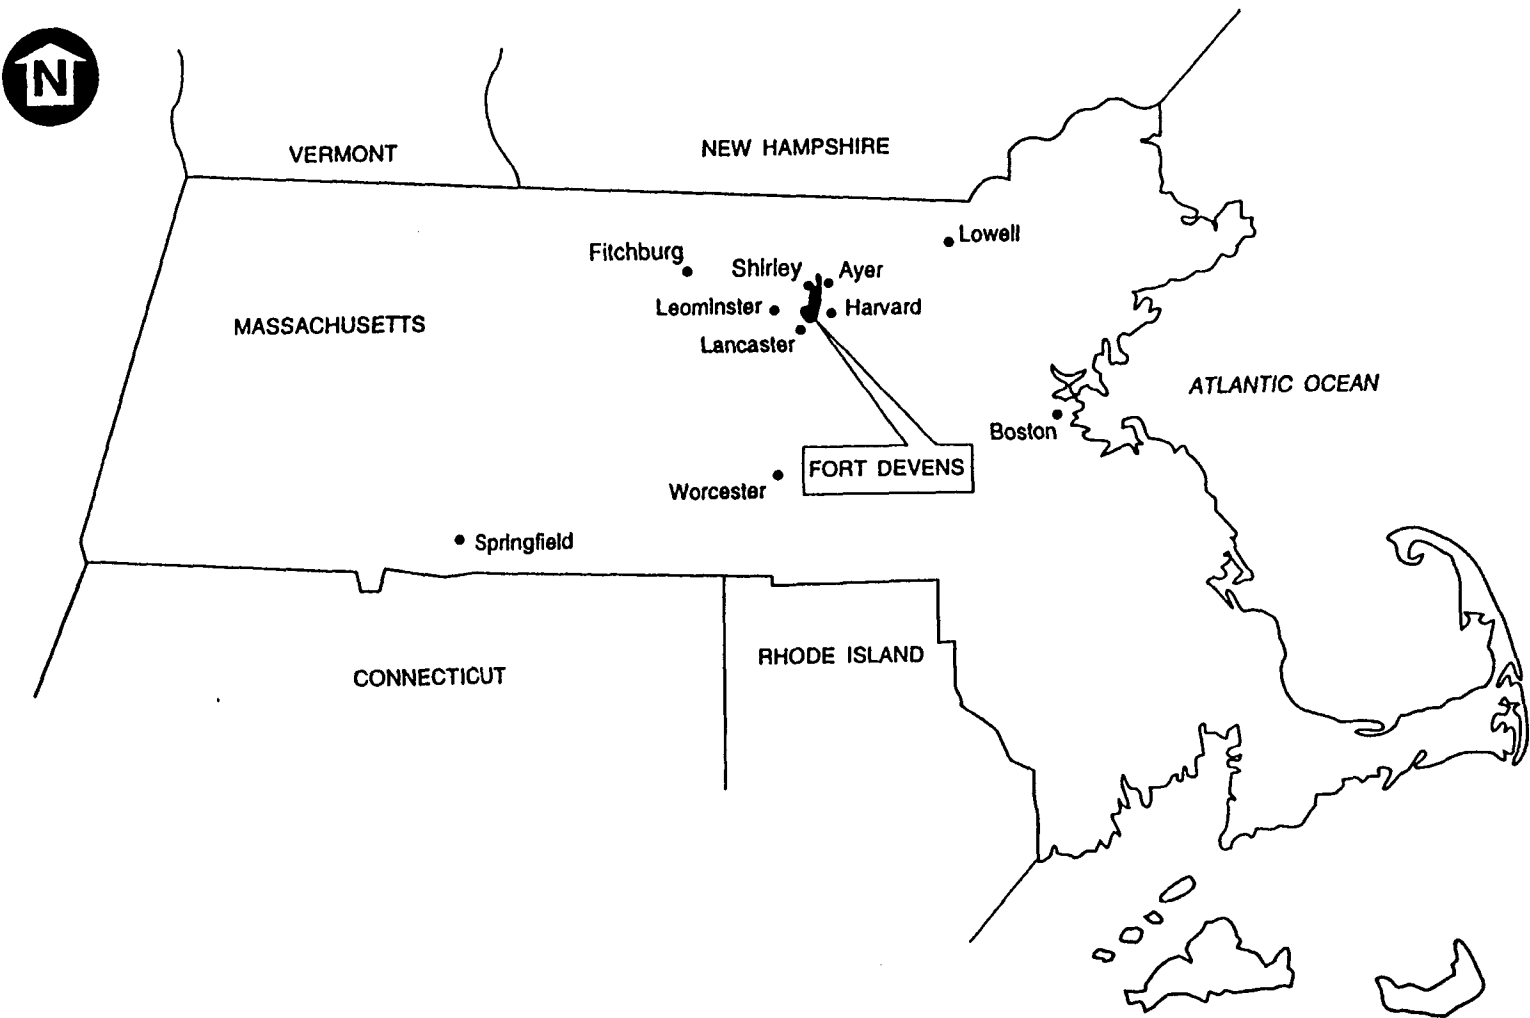 N
VERMONT
NEW HAMPSHIRE
Lowell
Fitchburg
Shirley
Ayer
Leominster
Harvard
MASSACHUSETTS
Lancaster
ATLANTIC OCEAN
Boston
FORT DEVENS
Worcester
Springfield
RHODE ISLAND
CONNECTICUT